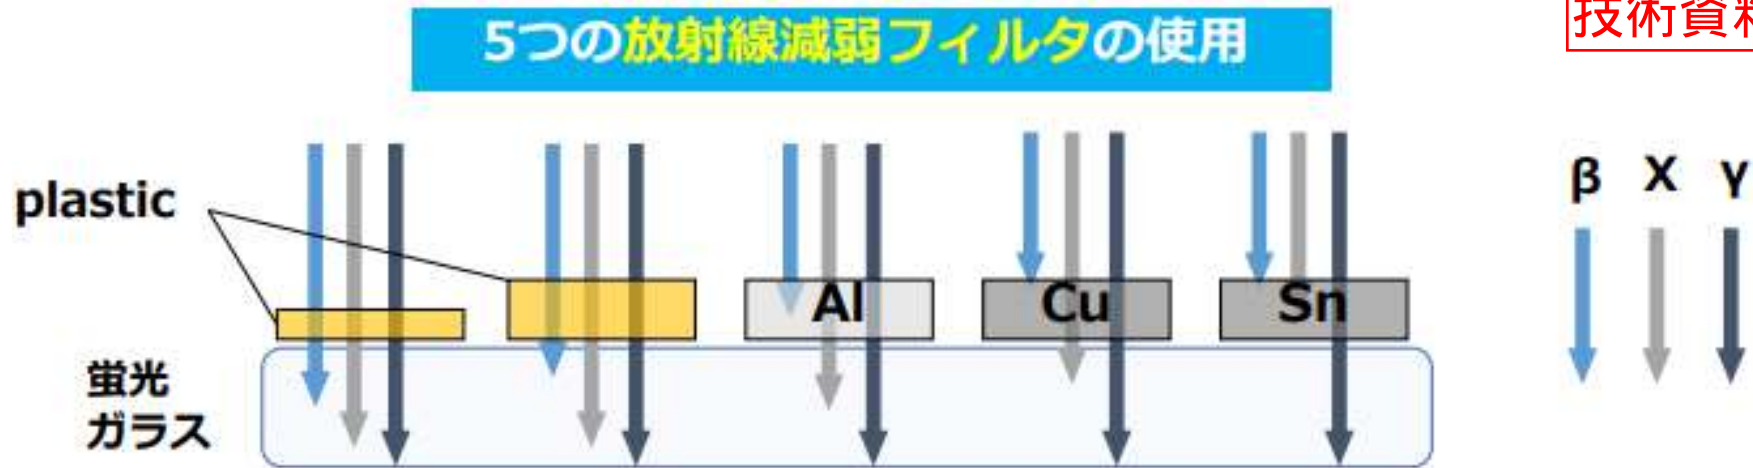 5つの放射線減弱フィルタの使用
技術資料
plastic
β X γ
Al
Cu
Sn
蛍光
ガラス